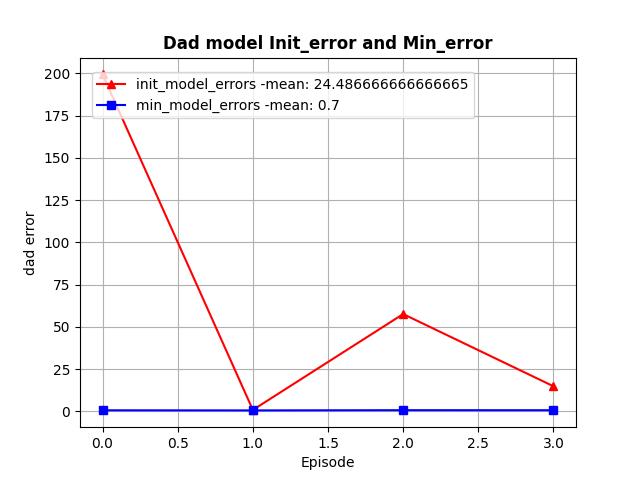 Dad model Init_error and Min_error
init_model_errors -mean: 24.486666666666665
min_model_errors -mean: 0.7
dad error
200
175
150
125
100
75
50
25
0
0.0 0.5 1.0 1.5 2.0 2.5 3.0
Episode